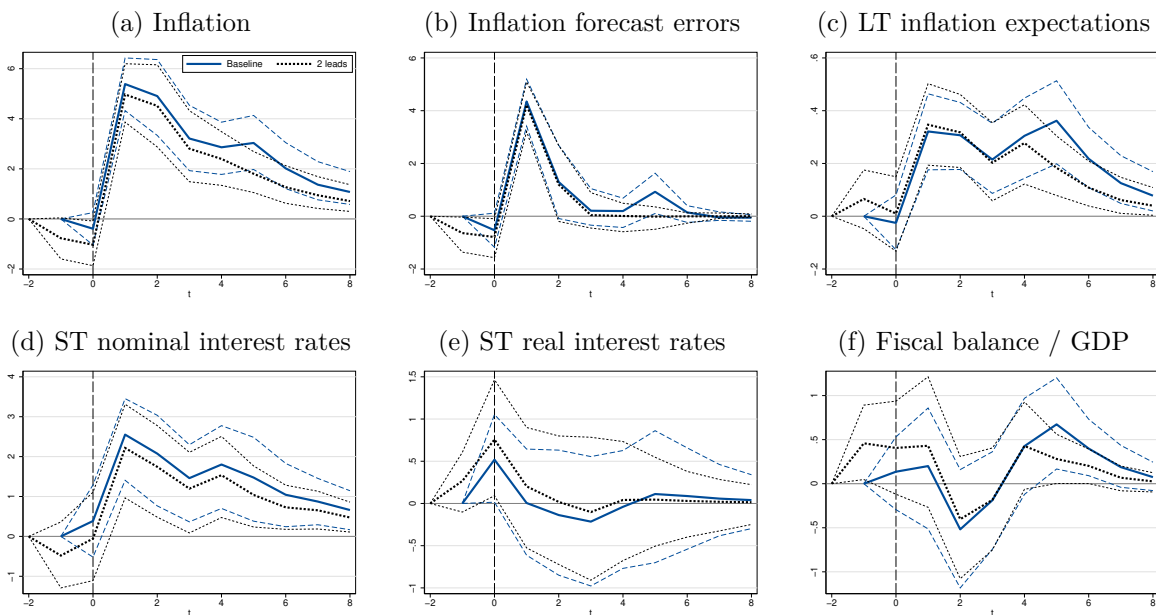 (a) Inflation
(b) Inflation forecast errors
(c) LT inflation expectations
Baseline
2 leads
6
4
2
0
−2
−2 0 2 4 6 8
t
6
4
2
0
−2
−2 0 2 4 6 8
t
.6
.4
.2
0
−.2
−2 0 2 4 6 8
t
(d) ST nominal interest rates
(e) ST real interest rates
(f) Fiscal balance / GDP
4
3
2
1
0
−1
−2 0 2 4 6 8
t
1.5
1
.5
0
−.5
−1
−2 0 2 4 6 8
t
1
.5
0
−.5
−1
−2 0 2 4 6 8
t